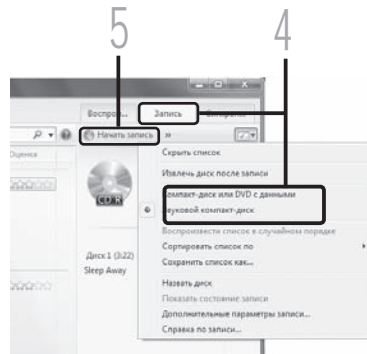 5 4
Воспрои... Запись Синхрониз
Начать запись »
Оценка
Скрыть список
Извлечь диск после записи
Компакт-диск или DVD с данными
Звуковой компакт-диск
CD R
Воспроизвести список в случайном порядке
Диск 1 (3:22)
Сортировать список по
Sleep Away
Сохранить список как...
Назвать диск
Показать состояние записи
Дополнительные параметры записи...
Справка по записи...